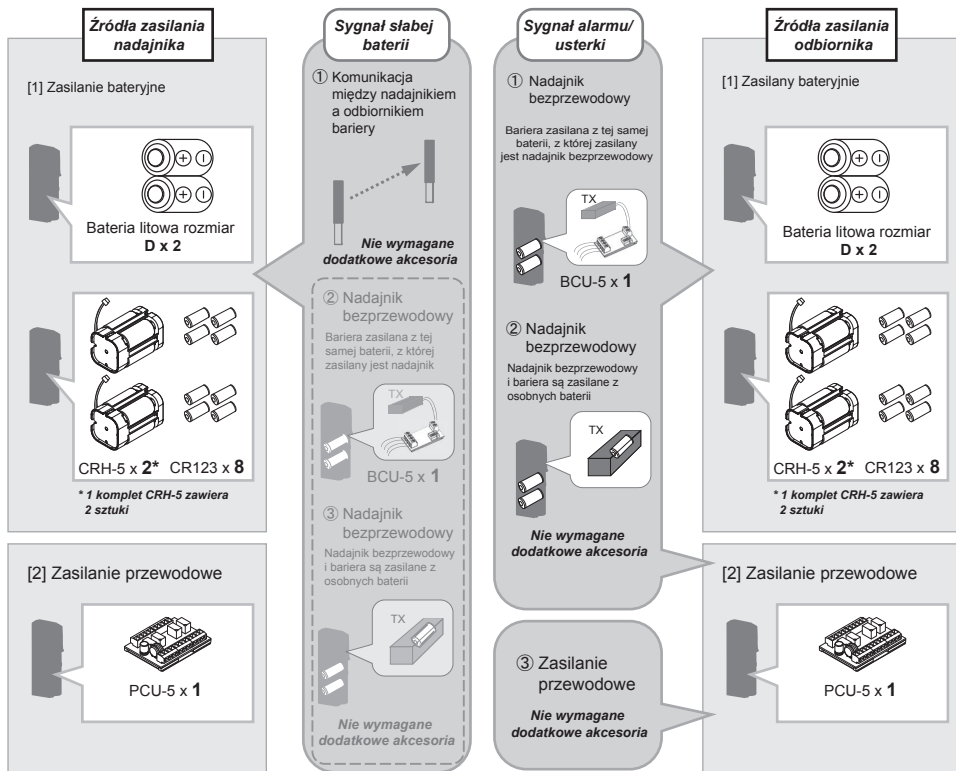 Źródła zasilania
nadajnika
[1] Zasilanie bateryjne
Bateria litowa rozmiar
D x 2
CRH-5 x 2* CR123 x 8
* 1 komplet CRH-5 zawiera
2 sztuki
[2] Zasilanie przewodowe
PCU-5 x 1
Sygnał słabej
baterii
① Komunikacja
między nadajnikiem
a odbiornikiem
bariery
Nie wymagane
dodatkowe akcesoria
② Nadajnik
bezprzewodowy
Bariera zasilana z tej
samej baterii, z której
zasilany jest nadajnik
TX
BCU-5 x 1
③ Nadajnik
bezprzewodowy
Nadajnik bezprzewodowy
i bariera są zasilane z
osobnych baterii
TX
Nie wymagane
dodatkowe akcesoria
Sygnał alarmu/
usterki
① Nadajnik
bezprzewodowy
Bariera zasilana z tej samej
baterii, z której zasilany
jest nadajnik bezprzewodowy
TX
BCU-5 x 1
② Nadajnik
bezprzewodowy
Nadajnik bezprzewodowy
i bariera są zasilane z
osobnych baterii
TX
Nie wymagane
dodatkowe akcesoria
③ Zasilanie
przewodowe
Nie wymagane
dodatkowe akcesoria
Źródła zasilania
odbiornika
[1] Zasilany bateryjnie
Bateria litowa rozmiar
D x 2
CRH-5 x 2* CR123 x 8
* 1 komplet CRH-5 zawiera
2 sztuki
[2] Zasilanie przewodowe
PCU-5 x 1